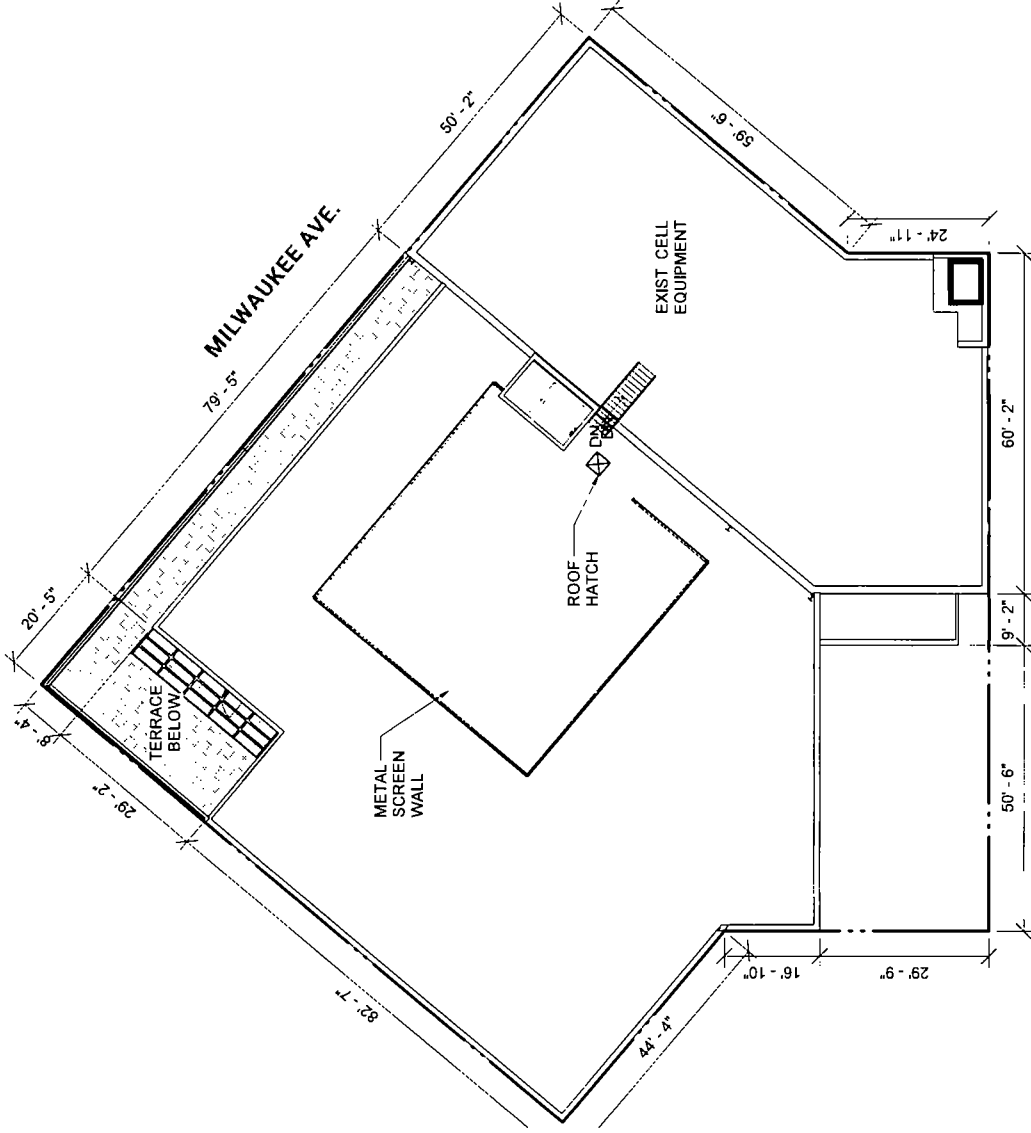 50' - 2"
59' - 6"
MILWAUKEE AVE.
79' - 5"
24' - 11"
EXIST CELL
EQUIPMENT
20' - 5"
DN
60' - 2"
ROOF
HATCH
8' - 4"
TERRACE
BELOW
29' - 2"
METAL
SCREEN
WALL
9' - 2"
50' - 6"
16' - 10"
29' - 9"
82' - 7"
44' - 4"